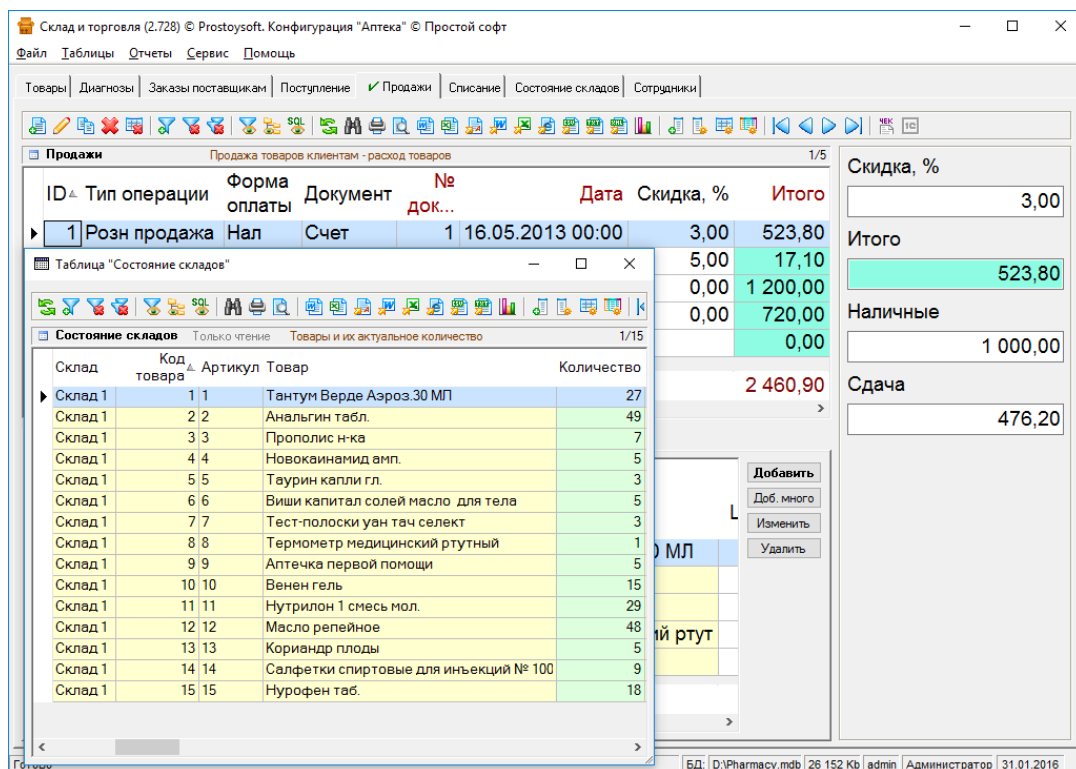 Склад и торговля (2.728) © Prostoysoft. Конфигурация "Аптека" © Простой софт
Файл Таблицы Отчеты Сервис Помощь
Товары Диагнозы Заказы поставщикам Поступление Продажи Списание Состояние складов Сотрудники
SQL ЧЕК 1С
Продажи Продажа товаров клиентам - расход товаров 1/5
ID Тип операции Форма оплаты Документ № док... Дата Скидка, % Итого
1 Розн продажа Нал Счет 1 16.05.2013 00:00 3,00 523,80
5,00 17,10
0,00 1 200,00
0,00 720,00
0,00
2 460,90
Скидка, %
3,00
Итого
523,80
Наличные
1 000,00
Сдача
476,20
Таблица "Состояние складов"
SQL
Состояние складов Только чтение Товары и их актуальное количество 1/15
Склад Код товара Артикул Товар Количество
Склад 1 1 1 Тантум Верде Аэроз.30 МЛ 27
Склад 1 2 2 Анальгин табл. 49
Склад 1 3 3 Прополис н-ка 7
Склад 1 4 4 Новокаинамид амп. 5
Склад 1 5 5 Таурин капли гл. 3
Склад 1 6 6 Виши капитал солей масло для тела 5
Склад 1 7 7 Тест-полоски уан тач селект 3
Склад 1 8 8 Термометр медицинский ртутный 1
Склад 1 9 9 Аптечка первой помощи 5
Склад 1 10 10 Венен гель 15
Склад 1 11 11 Нутрилон 1 смесь мол. 29
Склад 1 12 12 Масло репейное 48
Склад 1 13 13 Кориандр плоды 5
Склад 1 14 14 Салфетки спиртовые для инъекций № 100 9
Склад 1 15 15 Нурофен таб. 18
МЛ
ий ртут
Добавить
Доб. много
Изменить
Удалить
БД: D:\Pharmacy.mdb 26 152 Kb admin Администратор 31.01.2016